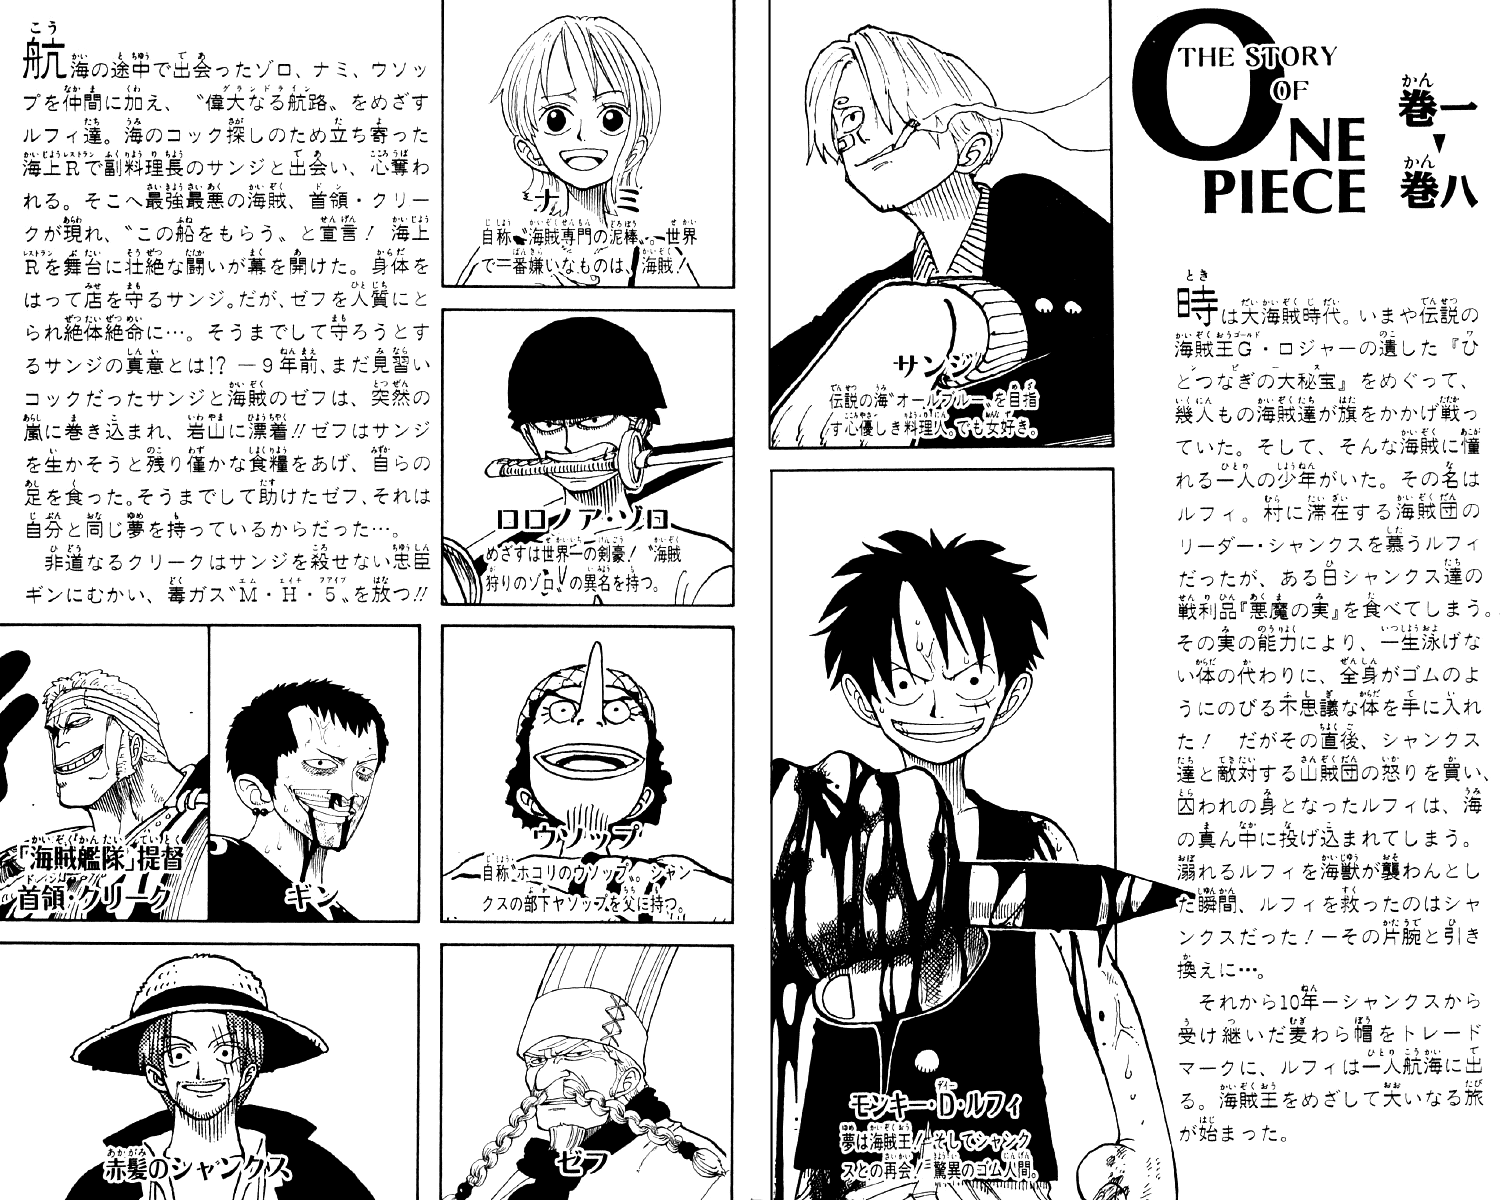 THE STORY
OF
ONE
PIECE
巻一
▼
巻八
時は大海賊時代。いまや伝説の
海賊王G・ロジャーの遺した『ひ
とつなぎの大秘宝』をめぐって、
幾人もの海賊達が旗をかかげ戦っ
ていた。そして、そんな海賊に憧
れる一人の少年がいた。その名は
ルフィ。村に滞在する海賊団の
リーダー・シャンクスを慕うルフィ
だったが、ある日シャンクス達の
戦利品『悪魔の実』を食べてしまう。
その実の能力により、一生泳げな
い体の代わりに、全身がゴムのよ
うにのびる不思議な体を手に入れ
た！　だがその直後、シャンクス
達と敵対する山賊団の怒りを買い、
囚われの身となったルフィは、海
の真ん中に投げ込まれてしまう。
溺れるルフィを海獣が襲わんとし
た瞬間、ルフィを救ったのはシャ
ンクスだった！ーその片腕と引き
換えに…。
それから10年ーシャンクスから
受け継いだ麦わら帽をトレード
マークに、ルフィは一人航海に出
る。海賊王をめざして大いなる旅
が始まった。
サンジ
伝説の海〝オールブルー〟を目指
す心優しき料理人。でも女好き。
モンキー・D・ルフィ
夢は海賊王！そしてシャンク
スとの再会！驚異のゴム人間。
ナミ
自称〝海賊専門の泥棒〟。世界
で一番嫌いなものは、海賊！
ロロノア・ゾロ
めざすは世界一の剣豪！〝海賊
狩りのゾロ〟の異名を持つ。
ウソップ
自称〝ホコリのウソップ〟。シャン
クスの部下ヤソップを父に持つ。
ゼフ
航海の途中で出会ったゾロ、ナミ、ウソッ
プを仲間に加え、〝偉大なる航路〟をめざす
ルフィ達。海のコック探しのため立ち寄った
海上Rで副料理長のサンジと出会い、心奪わ
れる。そこへ最強最悪の海賊、首領・クリー
クが現れ、〝この船をもらう〟と宣言！海上
Rを舞台に壮絶な闘いが幕を開けた。身体を
はって店を守るサンジ。だが、ゼフを人質にと
られ絶体絶命に…。そうまでして守ろうとす
るサンジの真意とは!?ー9年前、まだ見習い
コックだったサンジと海賊のゼフは、突然の
嵐に巻き込まれ、岩山に漂着!!ゼフはサンジ
を生かそうと残り僅かな食糧をあげ、自らの
足を食った。そうまでして助けたゼフ、それは
自分と同じ夢を持っているからだった…。
非道なるクリークはサンジを殺せない忠臣
ギンにむかい、毒ガス〝M・H・5〟を放つ!!
「海賊艦隊」提督
首領・クリーク
ギン
赤髪のシャンクス